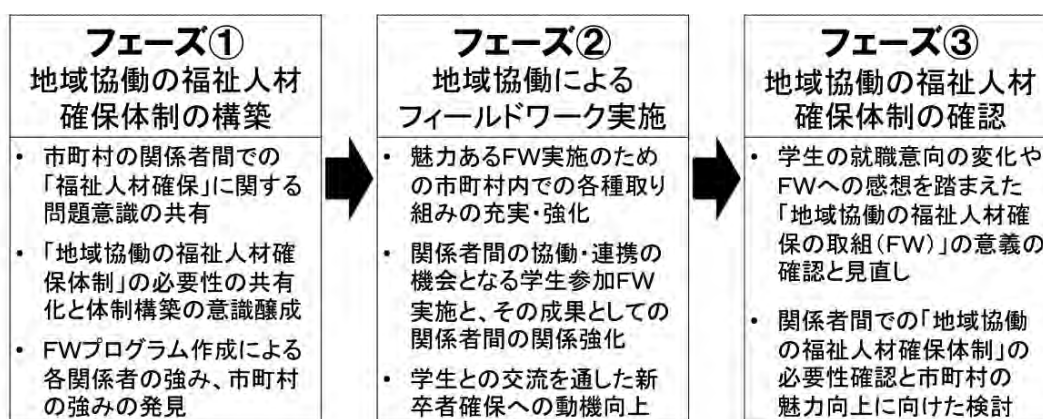 フェーズ①
地域協働の福祉人材
確保体制の構築
・ 市町村の関係者間での
「福祉人材確保」に関する
問題意識の共有
・ 「地域協働の福祉人材確
保体制」の必要性の共有
化と体制構築の意識醸成
・ FWプログラム作成による
各関係者の強み、市町村
の強みの発見
フェーズ②
地域協働による
フィールドワーク実施
・ 魅力あるFW実施のため
の市町村内での各種取り
組みの充実・強化
・ 関係者間の協働・連携の
機会となる学生参加FW
実施と、その成果としての
関係者間の関係強化
・ 学生との交流を通した新
卒者確保への動機向上
フェーズ③
地域協働の福祉人材
確保体制の確認
・ 学生の就職意向の変化や
FWへの感想を踏まえた
「地域協働の福祉人材確
保の取組(FW)」の意義の
確認と見直し
・ 関係者間での「地域協働
の福祉人材確保体制」の
必要性確認と市町村の
魅力向上に向けた検討